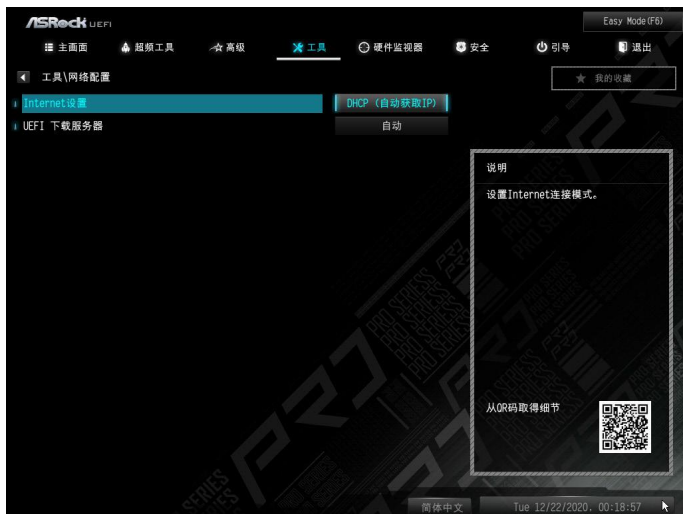 ASRock UEFI
Easy Mode(F6)
主画面 超频工具 高级 工具 硬件监视器 安全 引导 退出
工具\网络配置
我的收藏
Internet设置 DHCP (自动获取IP)
UEFI 下载服务器 自动
说明
设置Internet连接模式。
从QR码取得细节
简体中文
Tue 12/22/2020. 00:18:57
PRO SERIES